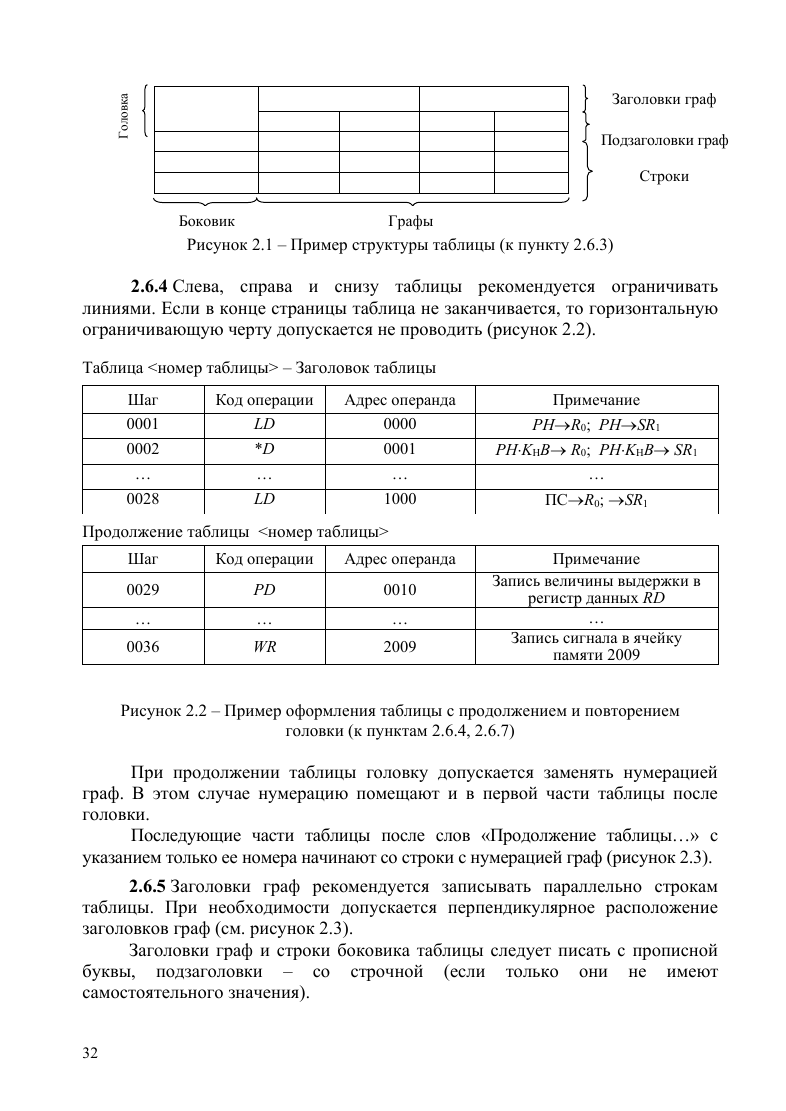 Головка
Заголовки граф
Подзаголовки граф
Строки
Боковик Графы
Рисунок 2.1 – Пример структуры таблицы (к пункту 2.6.3)
2.6.4 Слева, справа и снизу таблицы рекомендуется ограничивать
линиями. Если в конце страницы таблица не заканчивается, то горизонтальную
ограничивающую черту допускается не проводить (рисунок 2.2).
Таблица <номер таблицы> – Заголовок таблицы
Шаг Код операции Адрес операнда Примечание
0001 LD 0000 PH→R₀; PH→SR₁
0002 *D 0001 PH·KНB→ R₀; PH·KНB→ SR₁
… … … …
0028 LD 1000 ПС→R₀; →SR₁
Продолжение таблицы <номер таблицы>
Шаг Код операции Адрес операнда Примечание
0029 PD 0010 Запись величины выдержки в
регистр данных RD
… … … …
0036 WR 2009 Запись сигнала в ячейку
памяти 2009
Рисунок 2.2 – Пример оформления таблицы с продолжением и повторением
головки (к пунктам 2.6.4, 2.6.7)
При продолжении таблицы головку допускается заменять нумерацией
граф. В этом случае нумерацию помещают и в первой части таблицы после
головки.
Последующие части таблицы после слов «Продолжение таблицы…» с
указанием только ее номера начинают со строки с нумерацией граф (рисунок 2.3).
2.6.5 Заголовки граф рекомендуется записывать параллельно строкам
таблицы. При необходимости допускается перпендикулярное расположение
заголовков граф (см. рисунок 2.3).
Заголовки граф и строки боковика таблицы следует писать с прописной
буквы, подзаголовки – со строчной (если только они не имеют
самостоятельного значения).
32